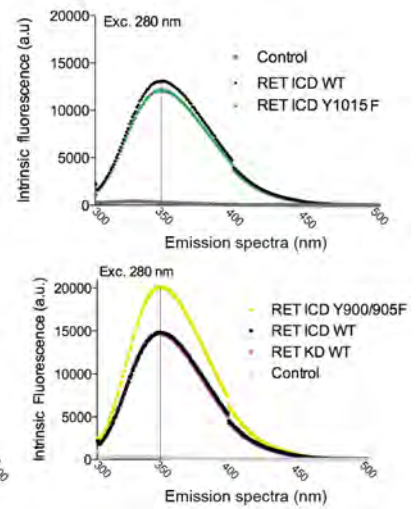 Exc. 280 nm
Intrinsic fluorescence (a.u)
20000
15000
10000
5000
0
300
350
400
450
500
Control
RET ICD WT
RET ICD Y1015 F
Emission spectra (nm)
Exc. 280 nm
Intrinsic Fluorescence (a.u.)
20000
15000
10000
5000
0
300
350
400
450
500
RET ICD Y900/905F
RET ICD WT
RET KD WT
Control
Emission spectra (nm)